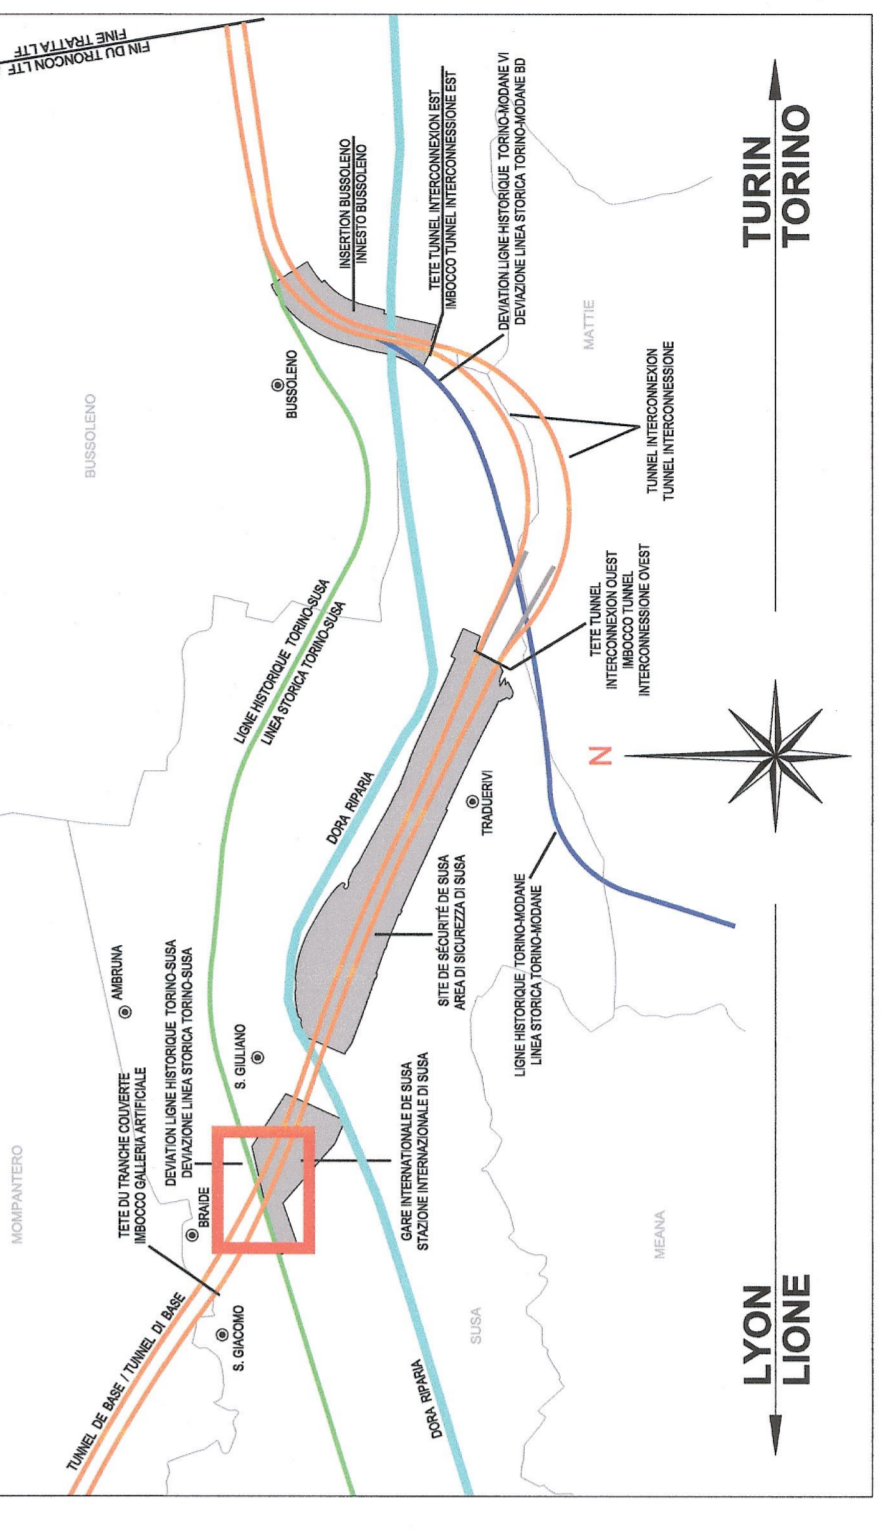 FIN DU TRONCON LTF
FINE TRATTA LTF
INSERTION BUSSOLENO
INNESTO BUSSOLENO
TETE TUNNEL INTERCONNEXION EST
IMBOCCO TUNNEL INTERCONNESSIONE EST
DEVIATION LIGNE HISTORIQUE TORINO-MODANE VI
DEVIAZIONE LINEA STORICA TORINO-MODANE BD
TURIN
TORINO
BUSSOLENO
BUSSOLENO
MATTIE
TUNNEL INTERCONNEXION
TUNNEL INTERCONNESSIONE
LIGNE HISTORIQUE TORINO-SUSA
LINEA STORICA TORINO-SUSA
TETE TUNNEL
INTERCONNEXION OUEST
IMBOCCO TUNNEL
INTERCONNESSIONE OVEST
N
DORA RIPARIA
TRADUERIVI
AMBRUNA
SITE DE SÉCURITÉ DE SUSA
AREA DI SICUREZZA DI SUSA
LIGNE HISTORIQUE TORINO-MODANE
LINEA STORICA TORINO-MODANE
DEVIATION LIGNE HISTORIQUE TORINO-SUSA
DEVIAZIONE LINEA STORICA TORINO-SUSA
S. GIULIANO
TETE DU TRANCHE COUVERTE
IMBOCCO GALLERIA ARTIFICIALE
GARE INTERNATIONALE DE SUSA
STAZIONE INTERNAZIONALE DI SUSA
MOMPANTERO
BRAIDE
MEANA
SUSA
S. GIACOMO
TUNNEL DE BASE / TUNNEL DI BASE
DORA RIPARIA
LYON
LIONE